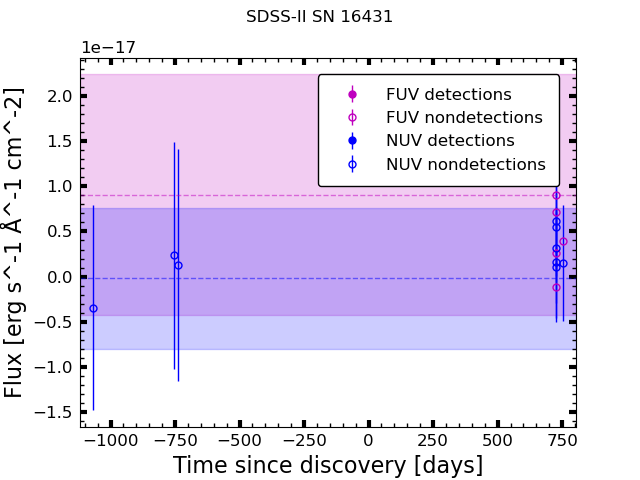 SDSS-II SN 16431
1e−17
Flux [erg s^-1 Å^-1 cm^-2]
2.0
1.5
1.0
0.5
0.0
−0.5
−1.0
−1.5
FUV detections
FUV nondetections
NUV detections
NUV nondetections
−1000 −750 −500 −250 0 250 500 750
Time since discovery [days]